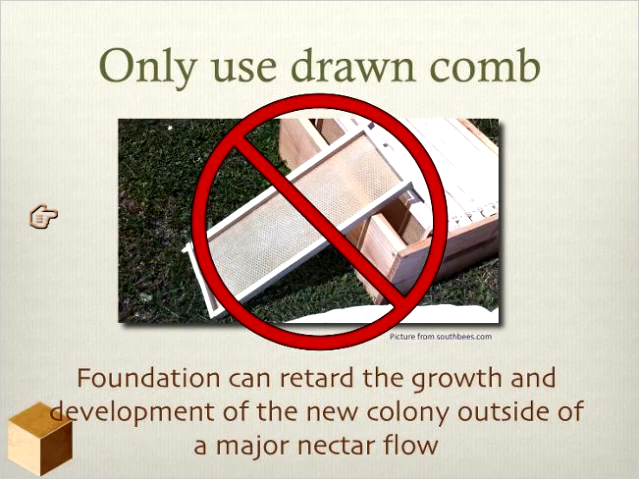 Only use drawn comb
Picture from southbees.com
Foundation can retard the growth and
development of the new colony outside of
a major nectar flow